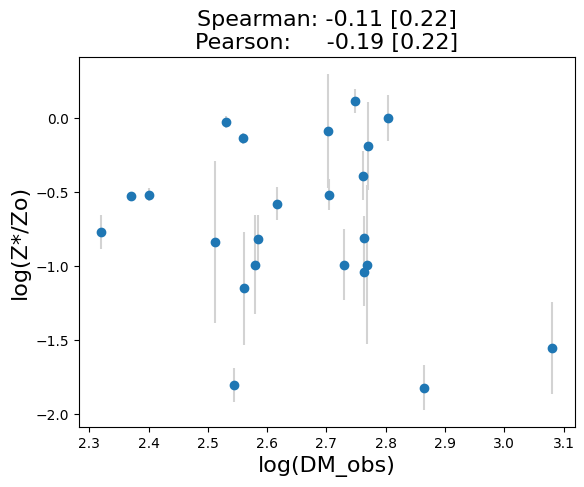 Spearman: -0.11 [0.22]
Pearson: -0.19 [0.22]
log(Z*/Zo)
0.0
−0.5
−1.0
−1.5
−2.0
2.3 2.4 2.5 2.6 2.7 2.8 2.9 3.0 3.1
log(DM_obs)